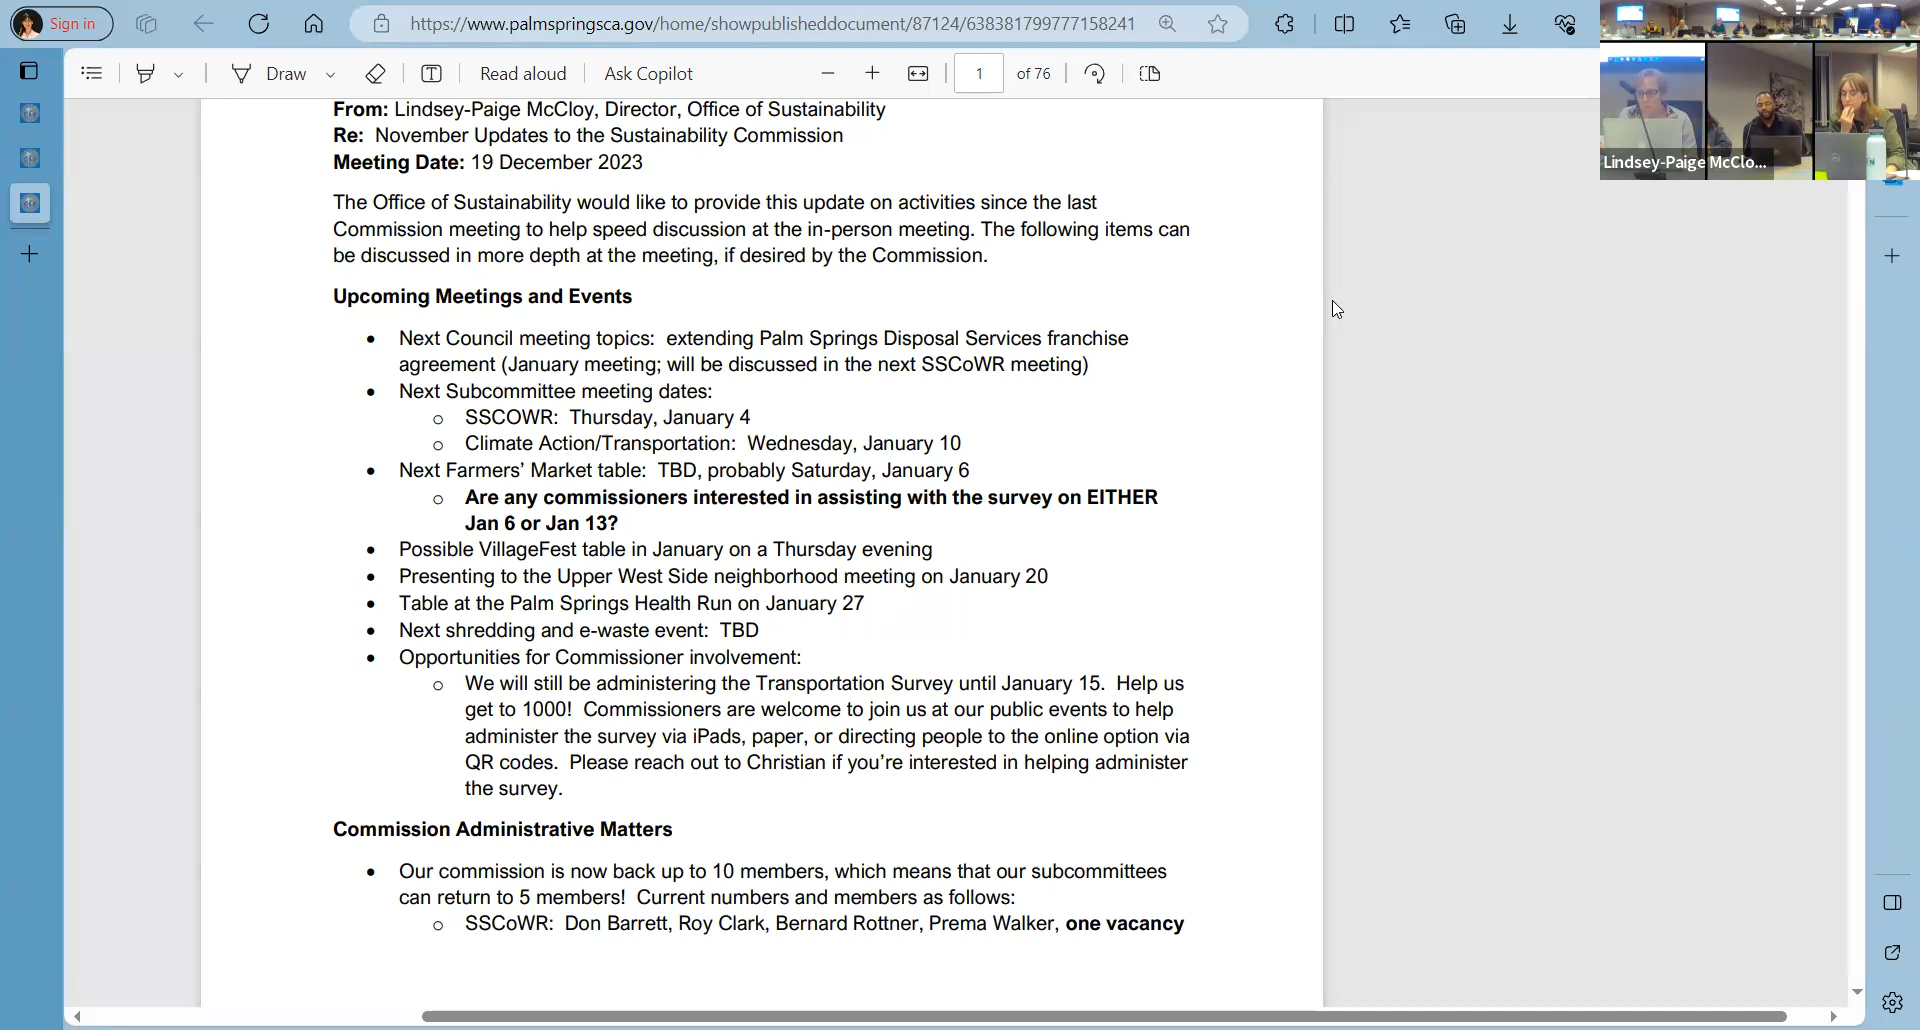 Sign in
https://www.palmspringsca.gov/home/showpublisheddocument/87124/638381799777158241
Draw
Read aloud
Ask Copilot
1
of 76
Lindsey-Paige McClo...
From: Lindsey-Paige McCloy, Director, Office of Sustainability
Re: November Updates to the Sustainability Commission
Meeting Date: 19 December 2023
The Office of Sustainability would like to provide this update on activities since the last
Commission meeting to help speed discussion at the in-person meeting. The following items can
be discussed in more depth at the meeting, if desired by the Commission.
Upcoming Meetings and Events
• Next Council meeting topics: extending Palm Springs Disposal Services franchise
agreement (January meeting; will be discussed in the next SSCoWR meeting)
• Next Subcommittee meeting dates:
o SSCOWR: Thursday, January 4
o Climate Action/Transportation: Wednesday, January 10
• Next Farmers’ Market table: TBD, probably Saturday, January 6
o Are any commissioners interested in assisting with the survey on EITHER
Jan 6 or Jan 13?
• Possible VillageFest table in January on a Thursday evening
• Presenting to the Upper West Side neighborhood meeting on January 20
• Table at the Palm Springs Health Run on January 27
• Next shredding and e-waste event: TBD
• Opportunities for Commissioner involvement:
o We will still be administering the Transportation Survey until January 15. Help us
get to 1000! Commissioners are welcome to join us at our public events to help
administer the survey via iPads, paper, or directing people to the online option via
QR codes. Please reach out to Christian if you’re interested in helping administer
the survey.
Commission Administrative Matters
• Our commission is now back up to 10 members, which means that our subcommittees
can return to 5 members! Current numbers and members as follows:
o SSCoWR: Don Barrett, Roy Clark, Bernard Rottner, Prema Walker, one vacancy